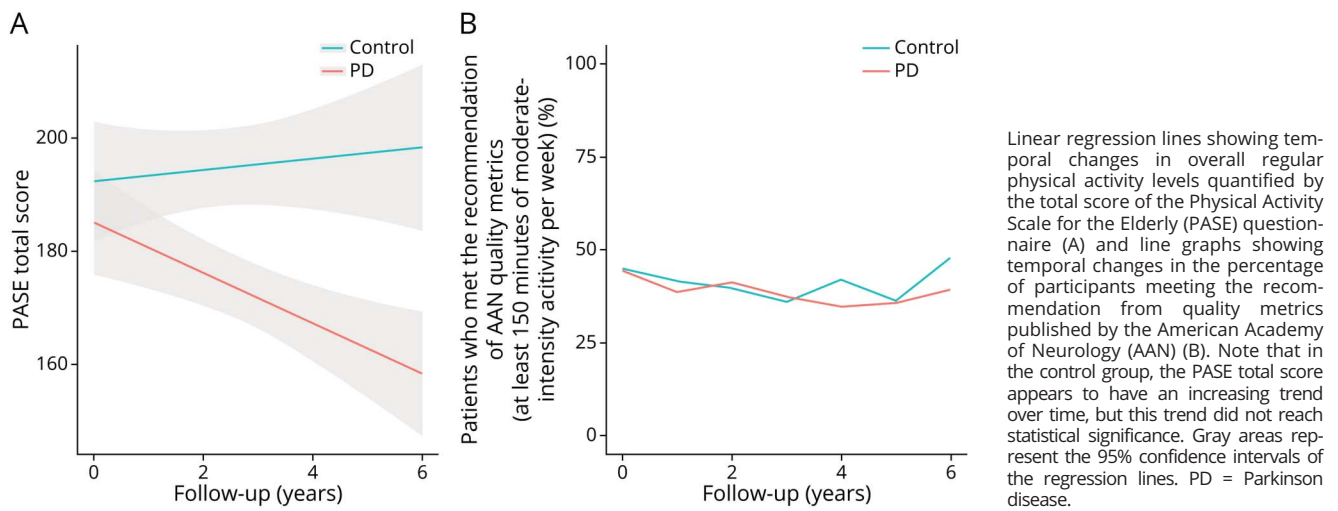 A
Control
PD
200
180
160
PASE total score
0 2 4 6
Follow-up (years)
B
Control
PD
100
75
50
25
0
Patients who met the recommendation
of AAN quality metrics
(at least 150 minutes of moderate-
intensity acitivity per week) (%)
0 2 4 6
Follow-up (years)
Linear regression lines showing tem-
poral changes in overall regular
physical activity levels quantified by
the total score of the Physical Activity
Scale for the Elderly (PASE) question-
naire (A) and line graphs showing
temporal changes in the percentage
of participants meeting the recom-
mendation from quality metrics
published by the American Academy
of Neurology (AAN) (B). Note that in
the control group, the PASE total score
appears to have an increasing trend
over time, but this trend did not reach
statistical significance. Gray areas rep-
resent the 95% confidence intervals of
the regression lines. PD = Parkinson
disease.